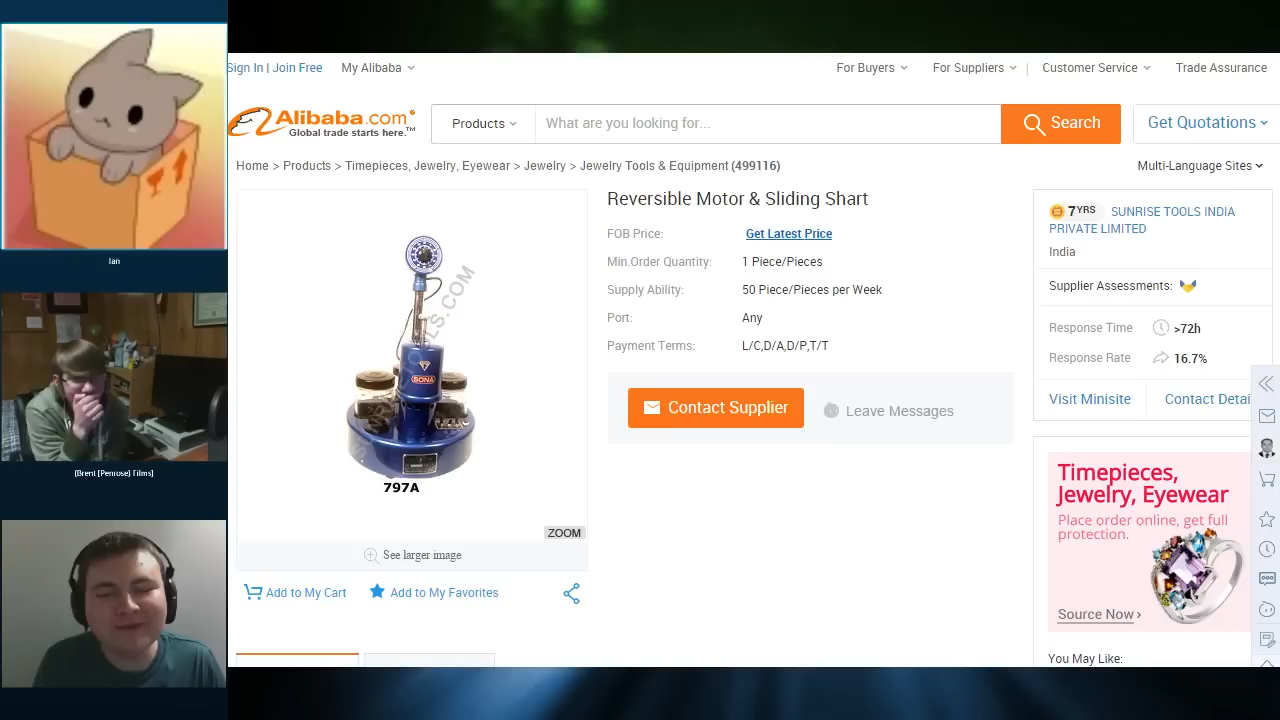 Sign In | Join Free
My Alibaba
For Buyers
For Suppliers
Customer Service
Trade Assurance
Alibaba.com®
Global trade starts here.™
Products
What are you looking for...
Search
Get Quotations
Home > Products > Timepieces, Jewelry, Eyewear > Jewelry > Jewelry Tools & Equipment (499116)
Multi-Language Sites
LS.COM
SONA
797A
ZOOM
See larger image
Add to My Cart
Add to My Favorites
Reversible Motor & Sliding Shart
FOB Price: Get Latest Price
Min.Order Quantity: 1 Piece/Pieces
Supply Ability: 50 Piece/Pieces per Week
Port: Any
Payment Terms: L/C,D/A,D/P,T/T
Contact Supplier
Leave Messages
7 YRS SUNRISE TOOLS INDIA
PRIVATE LIMITED
India
Supplier Assessments:
Response Time >72h
Response Rate 16.7%
Visit Minisite
Contact Detai
Timepieces,
Jewelry, Eyewear
Place order online, get full
protection.
Source Now >
You May Like:
Ian
(Brent [Penrose] Films]